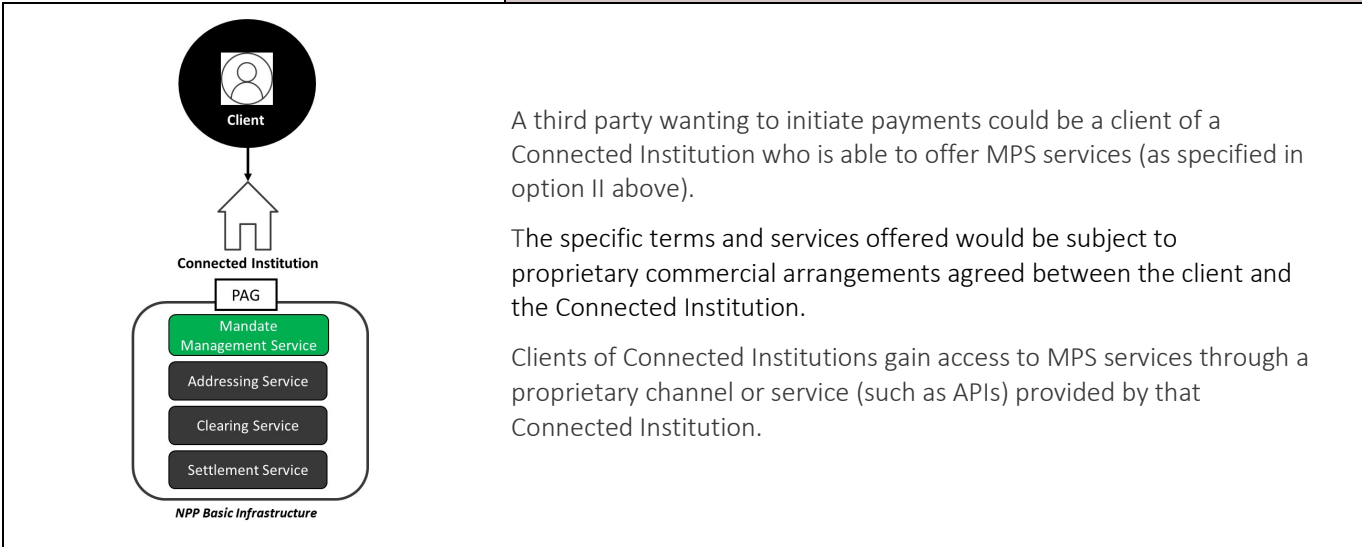 Client
Connected Institution
PAG
Mandate
Management Service
Addressing Service
Clearing Service
Settlement Service
NPP Basic Infrastructure
A third party wanting to initiate payments could be a client of a
Connected Institution who is able to offer MPS services (as specified in
option II above).
The specific terms and services offered would be subject to
proprietary commercial arrangements agreed between the client and
the Connected Institution.
Clients of Connected Institutions gain access to MPS services through a
proprietary channel or service (such as APIs) provided by that
Connected Institution.